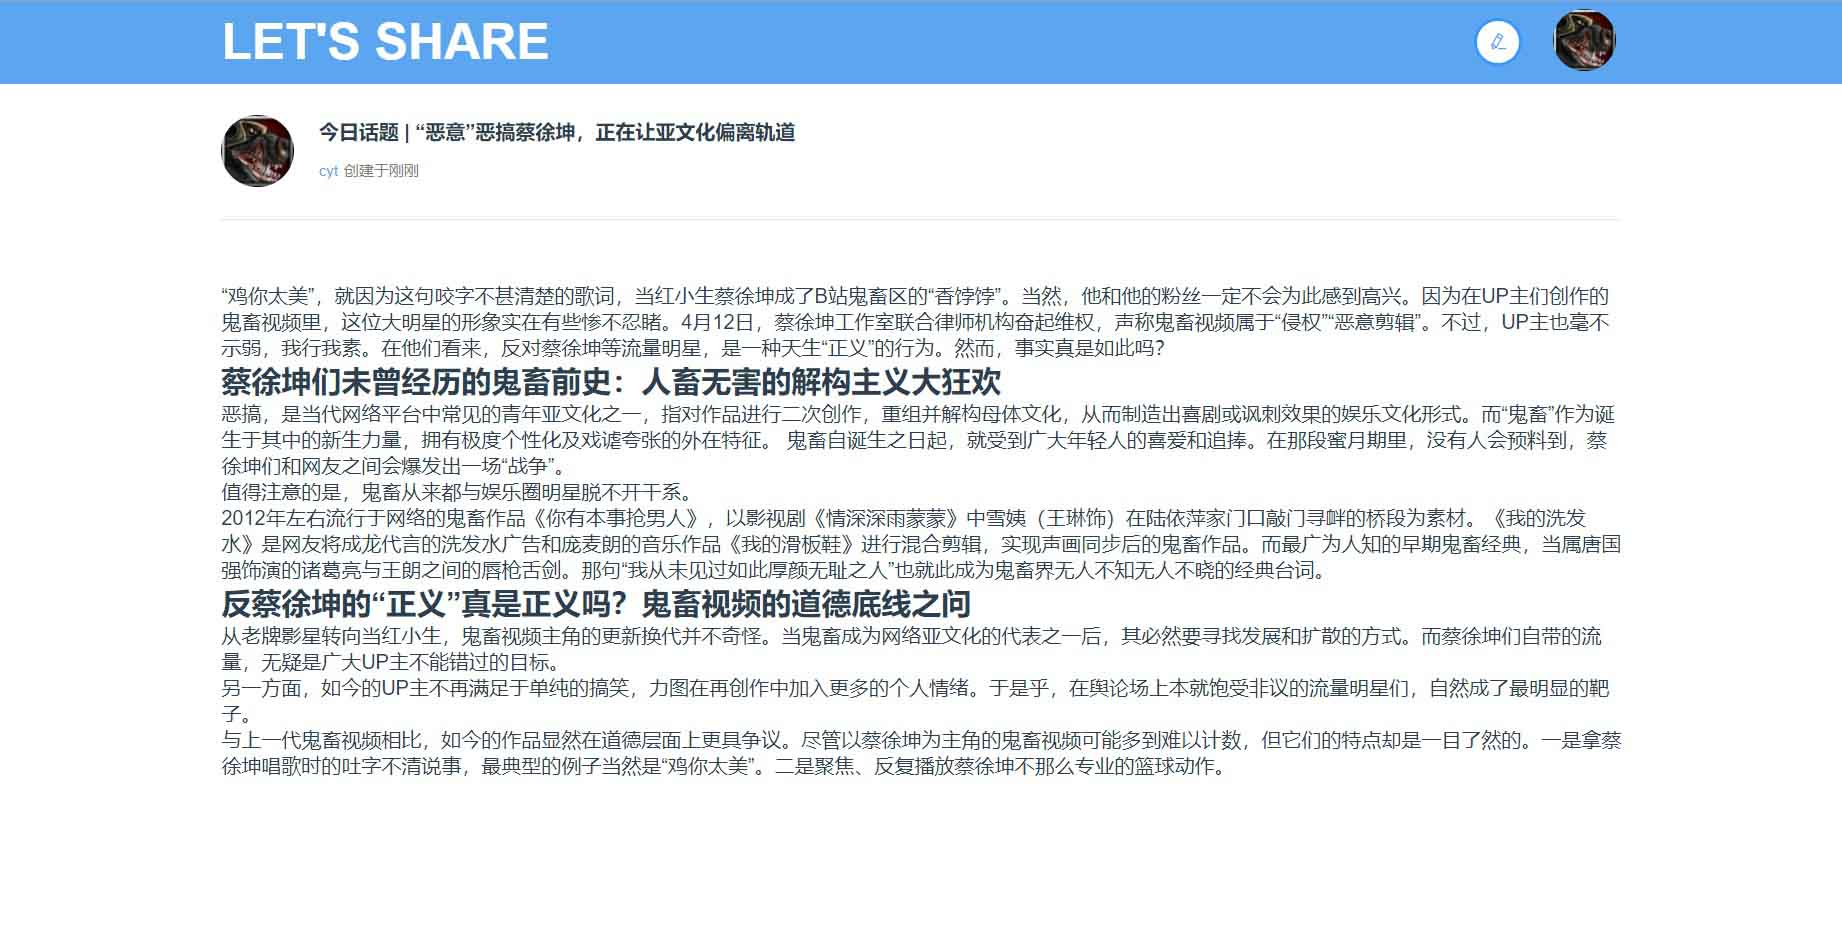 LET'S SHARE
今日话题 | “恶意”恶搞蔡徐坤，正在让亚文化偏离轨道
cyt 创建于刚刚
“鸡你太美”，就因为这句咬字不甚清楚的歌词，当红小生蔡徐坤成了B站鬼畜区的“香饽饽”。当然，他和他的粉丝一定不会为此感到高兴。因为在UP主们创作的
鬼畜视频里，这位大明星的形象实在有些惨不忍睹。4月12日，蔡徐坤工作室联合律师机构奋起维权，声称鬼畜视频属于“侵权”“恶意剪辑”。不过，UP主也毫不
示弱，我行我素。在他们看来，反对蔡徐坤等流量明星，是一种天生“正义”的行为。然而，事实真是如此吗？
蔡徐坤们未曾经历的鬼畜前史：人畜无害的解构主义大狂欢
恶搞，是当代网络平台中常见的青年亚文化之一，指对作品进行二次创作，重组并解构母体文化，从而制造出喜剧或讽刺效果的娱乐文化形式。而“鬼畜”作为诞
生于其中的新生力量，拥有极度个性化及戏谑夸张的外在特征。 鬼畜自诞生之日起，就受到广大年轻人的喜爱和追捧。在那段蜜月期里，没有人会预料到，蔡
徐坤们和网友之间会爆发出一场“战争”。
值得注意的是，鬼畜从来都与娱乐圈明星脱不开干系。
2012年左右流行于网络的鬼畜作品《你有本事抢男人》，以影视剧《情深深雨蒙蒙》中雪姨（王琳饰）在陆依萍家门口敲门寻衅的桥段为素材。《我的洗发
水》是网友将成龙代言的洗发水广告和庞麦朗的音乐作品《我的滑板鞋》进行混合剪辑，实现声画同步后的鬼畜作品。而最广为人知的早期鬼畜经典，当属唐国
强饰演的诸葛亮与王朗之间的唇枪舌剑。那句“我从未见过如此厚颜无耻之人”也就此成为鬼畜界无人不知无人不晓的经典台词。
反蔡徐坤的“正义”真是正义吗？鬼畜视频的道德底线之问
从老牌影星转向当红小生，鬼畜视频主角的更新换代并不奇怪。当鬼畜成为网络亚文化的代表之一后，其必然要寻找发展和扩散的方式。而蔡徐坤们自带的流
量，无疑是广大UP主不能错过的目标。
另一方面，如今的UP主不再满足于单纯的搞笑，力图在再创作中加入更多的个人情绪。于是乎，在舆论场上本就饱受非议的流量明星们，自然成了最明显的靶
子。
与上一代鬼畜视频相比，如今的作品显然在道德层面上更具争议。尽管以蔡徐坤为主角的鬼畜视频可能多到难以计数，但它们的特点却是一目了然的。一是拿蔡
徐坤唱歌时的吐字不清说事，最典型的例子当然是“鸡你太美”。二是聚焦、反复播放蔡徐坤不那么专业的篮球动作。